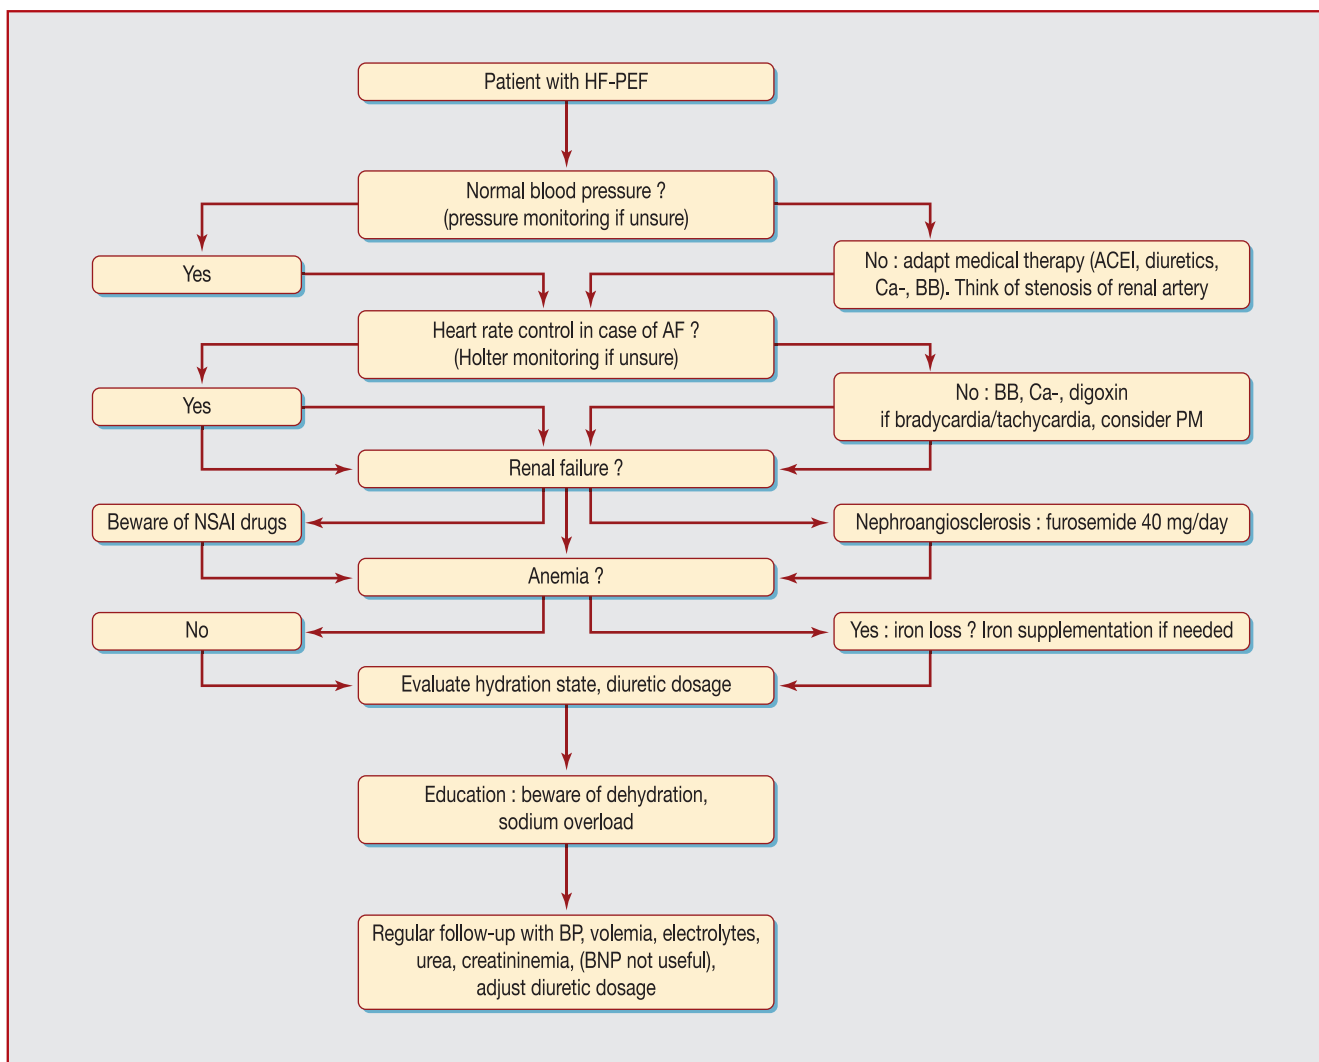 Patient with HF-PEF
Normal blood pressure ?
(pressure monitoring if unsure)
Yes
No : adapt medical therapy (ACEI, diuretics,
Ca-, BB). Think of stenosis of renal artery
Heart rate control in case of AF ?
(Holter monitoring if unsure)
Yes
No : BB, Ca-, digoxin
if bradycardia/tachycardia, consider PM
Renal failure ?
Beware of NSAI drugs
Nephroangiosclerosis : furosemide 40 mg/day
Anemia ?
No
Yes : iron loss ? Iron supplementation if needed
Evaluate hydration state, diuretic dosage
Education : beware of dehydration,
sodium overload
Regular follow-up with BP, volemia, electrolytes,
urea, creatininemia, (BNP not useful),
adjust diuretic dosage